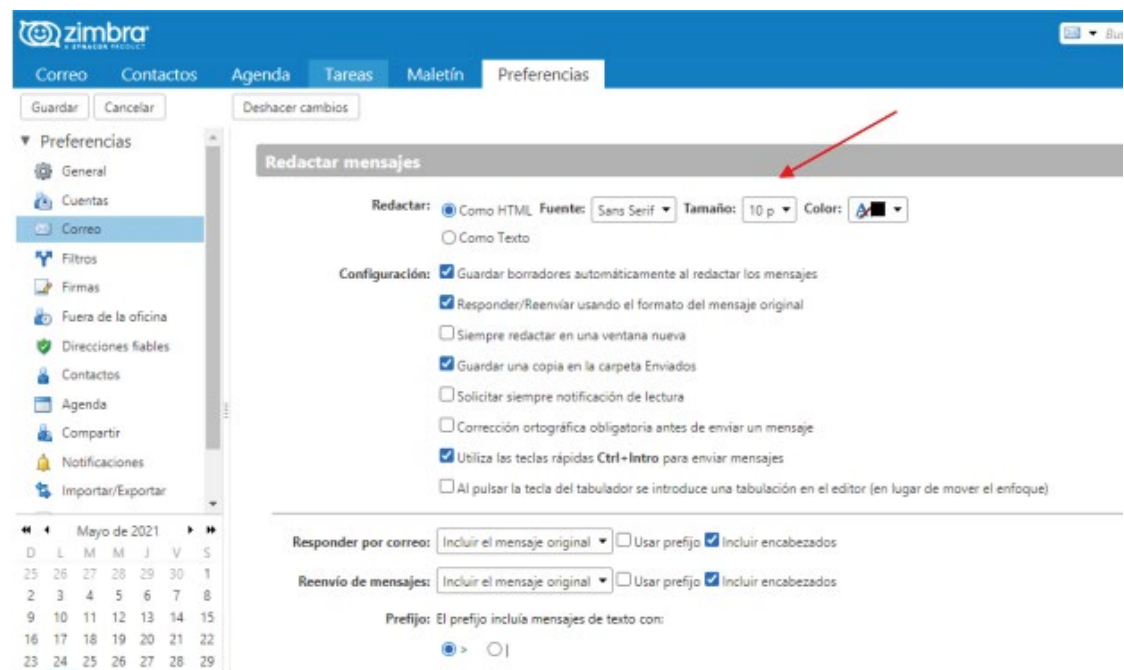 zimbra
A SYNACOR PRODUCT
Correo Contactos Agenda Tareas Maletín Preferencias
Guardar Cancelar Deshacer cambios
Preferencias
General
Cuentas
Correo
Filtros
Firmas
Fuera de la oficina
Direcciones fiables
Contactos
Agenda
Compartir
Notificaciones
Importar/Exportar
Mayo de 2021
D L M M J V S
25 26 27 28 29 30 1
2 3 4 5 6 7 8
9 10 11 12 13 14 15
16 17 18 19 20 21 22
23 24 25 26 27 28 29
Redactar mensajes
Redactar: Como HTML Fuente: Sans Serif Tamaño: 10 p Color:
Como Texto
Configuración: Guardar borradores automáticamente al redactar los mensajes
Responder/Reenvíar usando el formato del mensaje original
Siempre redactar en una ventana nueva
Guardar una copia en la carpeta Enviados
Solicitar siempre notificación de lectura
Corrección ortográfica obligatoria antes de enviar un mensaje
Utiliza las teclas rápidas Ctrl+Intro para enviar mensajes
Al pulsar la tecla del tabulador se introduce una tabulación en el editor (en lugar de mover el enfoque)
Responder por correo: Incluir el mensaje original Usar prefijo Incluir encabezados
Reenvío de mensajes: Incluir el mensaje original Usar prefijo Incluir encabezados
Prefijo: El prefijo incluía mensajes de texto con:
> |